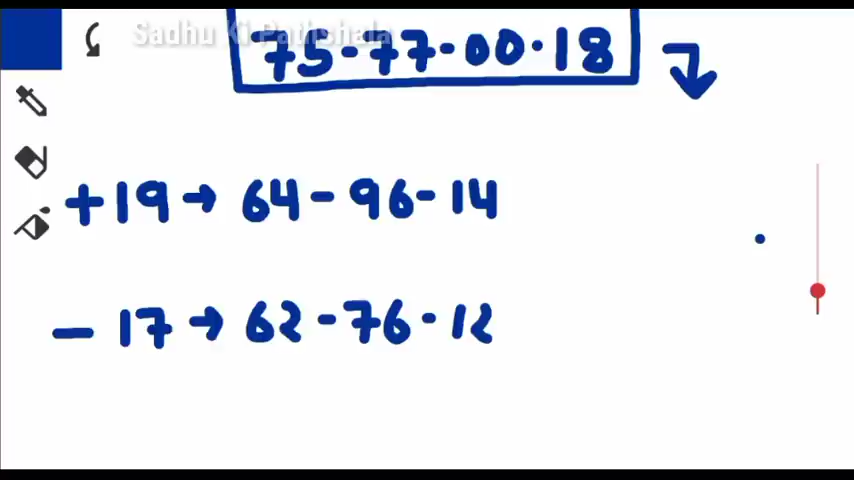 Sadhu Ki Pathshala
75-77-00.18
+19→ 64-96-14
-17→ 62-76-12